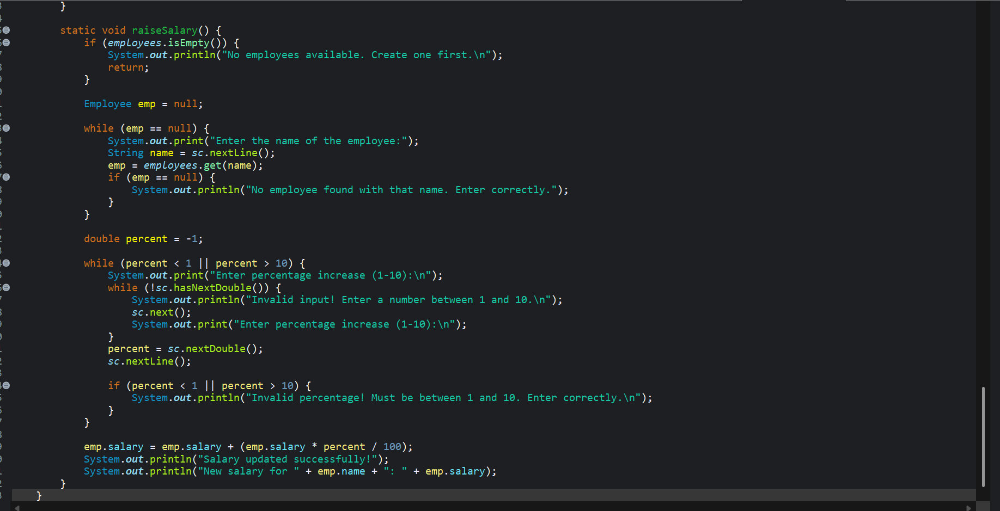 }
static void raiseSalary() {
if (employees.isEmpty()) {
System.out.println("No employees available. Create one first.\n");
return;
}
Employee emp = null;
while (emp == null) {
System.out.print("Enter the name of the employee:");
String name = sc.nextLine();
emp = employees.get(name);
if (emp == null) {
System.out.println("No employee found with that name. Enter correctly.");
}
}
double percent = -1;
while (percent < 1 || percent > 10) {
System.out.print("Enter percentage increase (1-10):\n");
while (!sc.hasNextDouble()) {
System.out.println("Invalid input! Enter a number between 1 and 10.\n");
sc.next();
System.out.print("Enter percentage increase (1-10):\n");
}
percent = sc.nextDouble();
sc.nextLine();
if (percent < 1 || percent > 10) {
System.out.println("Invalid percentage! Must be between 1 and 10. Enter correctly.\n");
}
}
emp.salary = emp.salary + (emp.salary * percent / 100);
System.out.println("Salary updated successfully!");
System.out.println("New salary for " + emp.name + ": " + emp.salary);
}
}